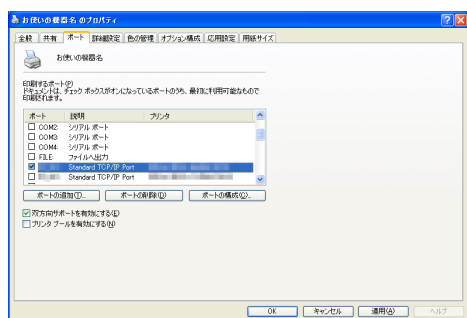 お使いの機器名 のプロパティ
全般 共有 ポート 詳細設定 色の管理 オプション構成 応用設定 用紙サイズ
お使いの機器名
印刷するポート(P)
ドキュメントは、チェック ボックスがオンになっているポートのうち、最初に利用可能なもので
印刷されます。
ポート 説明 プリンタ
COM2: シリアル ポート
COM3: シリアル ポート
COM4: シリアル ポート
FILE: ファイルへ出力
Standard TCP/IP Port
Standard TCP/IP Port
ポートの追加(T)... ポートの削除(D) ポートの構成(C)...
双方向サポートを有効にする(E)
プリンタ プールを有効にする(N)
OK キャンセル 適用(A) ヘルプ